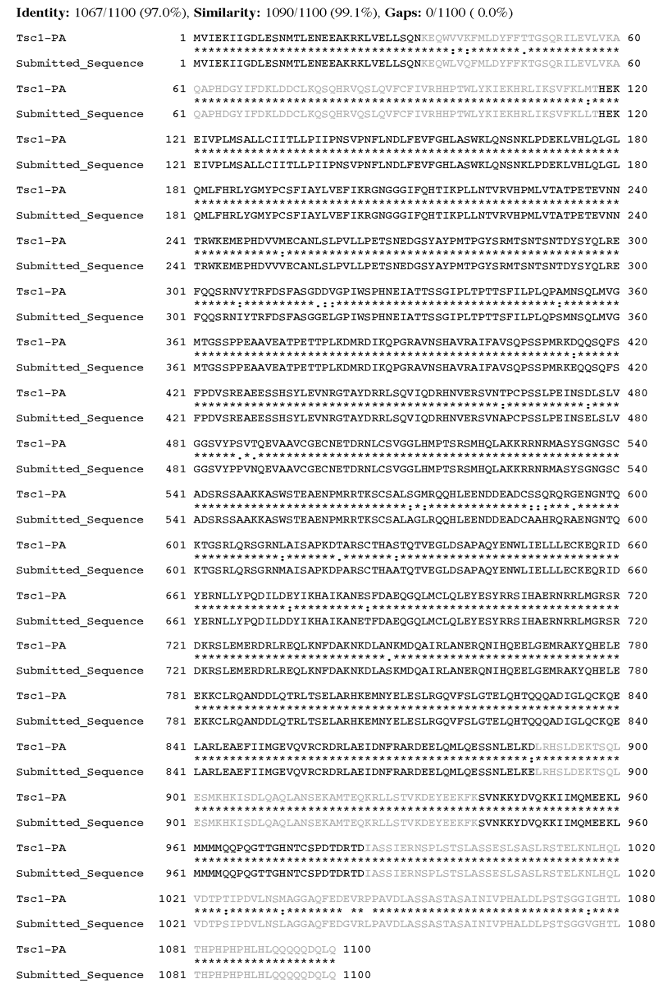 Identity: 1067/1100 (97.0%), Similarity: 1090/1100 (99.1%), Gaps: 0/1100 ( 0.0%)
Tsc1-PA 1 MVIEKIIGDLESNMTLENEEAKRKLVELLSQNKEQWVVKFMLDYFFTTGSQRILEVLVKA 60
************************************:*:*******.*************
Submitted_Sequence 1 MVIEKIIGDLESNMTLENEEAKRKLVELLSQNKEQWLVQFMLDYFFKTGSQRILEVLVKA 60
Tsc1-PA 61 QAPHDGYIFDKLDDCLKQSQHRVQSLQVFCFIVRHHPTWLYKIEKHRLIKSVFKLMTHEK 120
*******************************************************:****
Submitted_Sequence 61 QAPHDGYIFDKLDDCLKQSQHRVQSLQVFCFIVRHHPTWLYKIEKHRLIKSVFKLLTHEK 120
Tsc1-PA 121 EIVPLMSALLCIITLLPIIPNSVPNFLNDLFEVFGHLASWKLQNSNKLPDEKLVHLQLGL 180
************************************************************
Submitted_Sequence 121 EIVPLMSALLCIITLLPIIPNSVPNFLNDLFEVFGHLASWKLQNSNKLPDEKLVHLQLGL 180
Tsc1-PA 181 QMLFHRLYGMYPCSFIAYLVEFIKRGNGGGIFQHTIKPLLNTVRVHPMLVTATPETEVNN 240
************************************************************
Submitted_Sequence 181 QMLFHRLYGMYPCSFIAYLVEFIKRGNGGGIFQHTIKPLLNTVRVHPMLVTATPETEVNN 240
Tsc1-PA 241 TRWKEMEPHDVVMECANLSLPVLLPETSNEDGSYAYPMTPGYSRMTSNTSNTDYSYQLRE 300
************:***********************************************
Submitted_Sequence 241 TRWKEMEPHDVVVECANLSLPVLLPETSNEDGSYAYPMTPGYSRMTSNTSNTDYSYQLRE 300
Tsc1-PA 301 FQQSRNVYTRFDSFASGDDVGPIWSPHNEIATTSSGIPLTPTTSFILPLQPAMNSQLMVG 360
******:**********.::*******************************:********
Submitted_Sequence 301 FQQSRNIYTRFDSFASGGELGPIWSPHNEIATTSSGIPLTPTTSFILPLQPSMNSQLMVG 360
Tsc1-PA 361 MTGSSPPEAAVEATPETTPLKDMRDIKQPGRAVNSHAVRAIFAVSQPSSPMRKDQQSQFS 420
*****************************************************:******
Submitted_Sequence 361 MTGSSPPEAAVEATPETTPLKDMRDIKQPGRAVNSHAVRAIFAVSQPSSPMRKEQQSQFS 420
Tsc1-PA 421 FPDVSREAEESSHSYLEVNRGTAYDRRLSQVIQDRHNVERSVNTPCPSSLPEINSDLSLV 480
*******************************************:***********:****
Submitted_Sequence 421 FPDVSREAEESSHSYLEVNRGTAYDRRLSQVIQDRHNVERSVNAPCPSSLPEINSELSLV 480
Tsc1-PA 481 GGSVYPSVTQEVAAVCGECNETDRNLCSVGGLHMPTSRSMHQLAKKRRNRMASYSGNGSC 540
******.*.***************************************************
Submitted_Sequence 481 GGSVYPPVNQEVAAVCGECNETDRNLCSVGGLHMPTSRSMHQLAKKRRNRMASYSGNGSC 540
Tsc1-PA 541 ADSRSSAAKKASWSTEAENPMRRTKSCSALSGMRQQHLEENDDEADCSSQRQRGENGNTQ 600
******************************:*:**************:::**.*******
Submitted_Sequence 541 ADSRSSAAKKASWSTEAENPMRRTKSCSALAGLRQQHLEENDDEADCAAHRQRAENGNTQ 600
Tsc1-PA 601 KTGSRLQRSGRNLAISAPKDTARSCTHASTQTVEGLDSAPAQYENWLIELLLECKEQRID 660
************:*******.*******:*******************************
Submitted_Sequence 601 KTGSRLQRSGRNMAISAPKDPARSCTHAATQTVEGLDSAPAQYENWLIELLLECKEQRID 660
Tsc1-PA 661 YERNLLYPQDILDEYIKHAIKANESFDAEQGQLMCLQLEYESYRRSIHAERNRRLMGRSR 720
*************:**********:***********************************
Submitted_Sequence 661 YERNLLYPQDILDDYIKHAIKANETFDAEQGQLMCLQLEYESYRRSIHAERNRRLMGRSR 720
Tsc1-PA 721 DKRSLEMERDRLREQLKNFDAKNKDLANKMDQAIRLANERQNIHQEELGEMRAKYQHELE 780
***************************.********************************
Submitted_Sequence 721 DKRSLEMERDRLREQLKNFDAKNKDLASKMDQAIRLANERQNIHQEELGEMRAKYQHELE 780
Tsc1-PA 781 EKKCLRQANDDLQTRLTSELARHKEMNYELESLRGQVFSLGTELQHTQQQADIGLQCKQE 840
************************************************************
Submitted_Sequence 781 EKKCLRQANDDLQTRLTSELARHKEMNYELESLRGQVFSLGTELQHTQQQADIGLQCKQE 840
Tsc1-PA 841 LARLEAEFIIMGEVQVRCRDRLAEIDNFRARDEELQMLQESSNLELKDLRHSLDEKTSQL 900
***********************************************:************
Submitted_Sequence 841 LARLEAEFIIMGEVQVRCRDRLAEIDNFRARDEELQMLQESSNLELKELRHSLDEKTSQL 900
Tsc1-PA 901 ESMKHKISDLQAQLANSEKAMTEQKRLLSTVKDEYEEKFKSVNKKYDVQKKIIMQMEEKL 960
************************************************************
Submitted_Sequence 901 ESMKHKISDLQAQLANSEKAMTEQKRLLSTVKDEYEEKFKSVNKKYDVQKKIIMQMEEKL 960
Tsc1-PA 961 MMMMQQPQGTTGHNTCSPDTDRTDIASSIERNSPLSTSLASSESLSASLRSTELKNLHQL 1020
************************************************************
Submitted_Sequence 961 MMMMQQPQGTTGHNTCSPDTDRTDIASSIERNSPLSTSLASSESLSASLRSTELKNLHQL 1020
Tsc1-PA 1021 VDTPTIPDVLNSMAGGAQFEDEVRPPAVDLASSASTASAINIVPHALDLPSTSGGIGHTL 1080
****:*******:******** ** ******************************:****
Submitted_Sequence 1021 VDTPSIPDVLNSLAGGAQFEDGVRLPAVDLASSASTASAINIVPHALDLPSTSGGVGHTL 1080
Tsc1-PA 1081 THPHPHPHLHLQQQQQDQLQ 1100
********************
Submitted_Sequence 1081 THPHPHPHLHLQQQQQDQLQ 1100